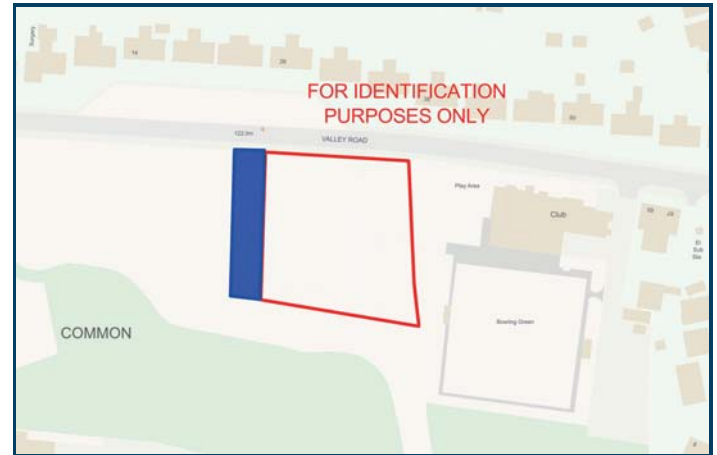 Surgery
14
26
FOR IDENTIFICATION
PURPOSES ONLY
122.9m
VALLEY ROAD
Play Area
Club
El
Sub
Sta
Bowling Green
COMMON